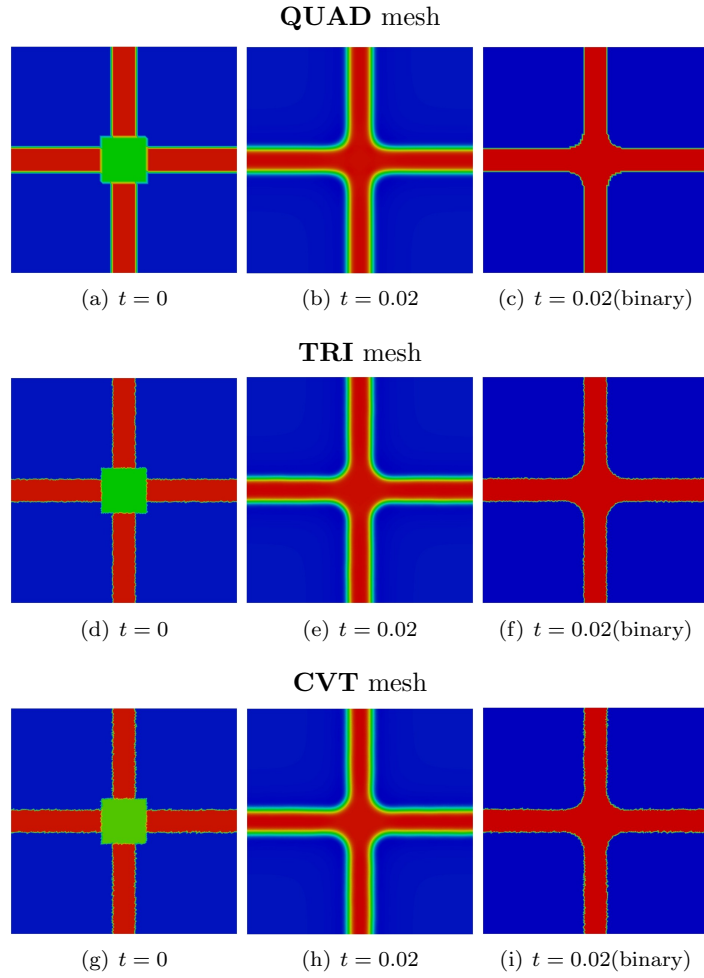 QUAD mesh
(a) t = 0 (b) t = 0.02 (c) t = 0.02(binary)
TRI mesh
(d) t = 0 (e) t = 0.02 (f) t = 0.02(binary)
CVT mesh
(g) t = 0 (h) t = 0.02 (i) t = 0.02(binary)